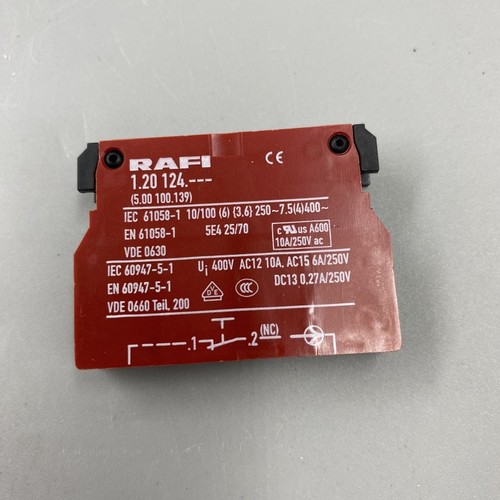 RAFI CE
1.20 124.---
(5.00 100.139)
IEC 61058-1 10/100 (6) (3.6) 250~7.5(4)400~
EN 61058-1 5E4 25/70 c UR us A600
VDE 0630 10A/250V ac
IEC 60947-5-1 Ui 400V AC12 10A, AC15 6A/250V
EN 60947-5-1 VDE CCC DC13 0,27A/250V
VDE 0660 Teil, 200
.1 .2 (NC)